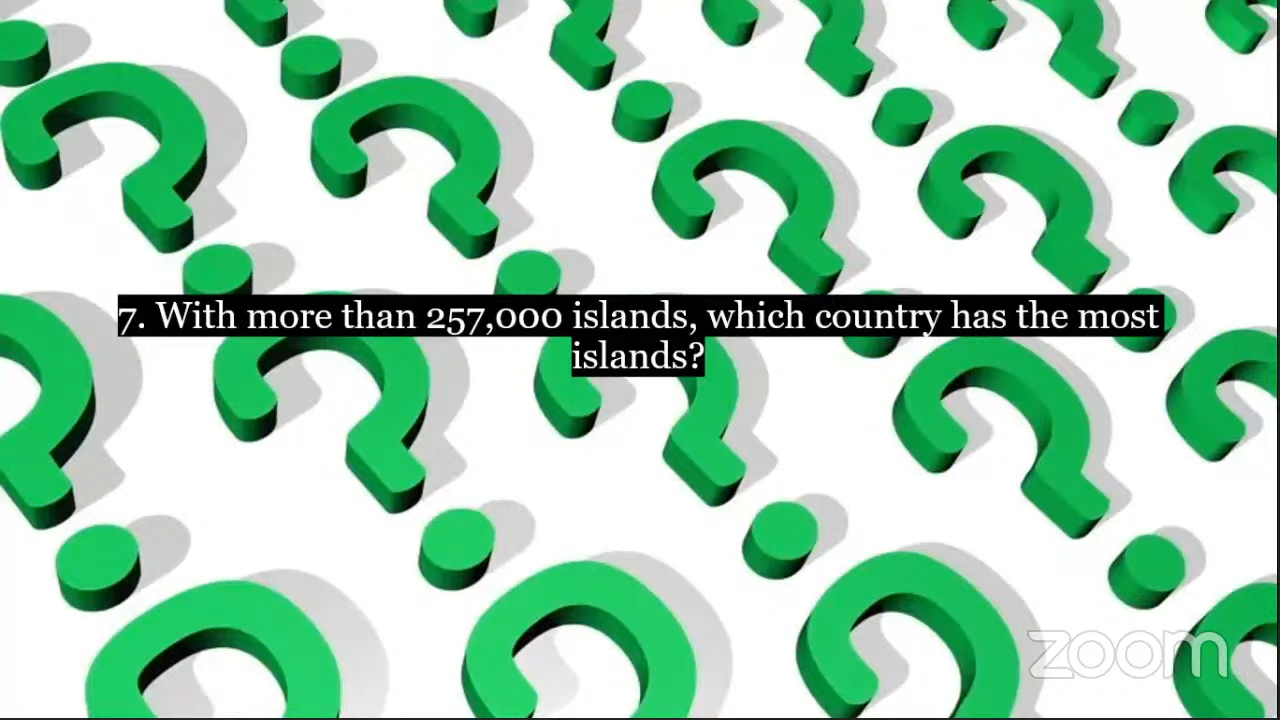 7. With more than 257,000 islands, which country has the most
islands?
zoom